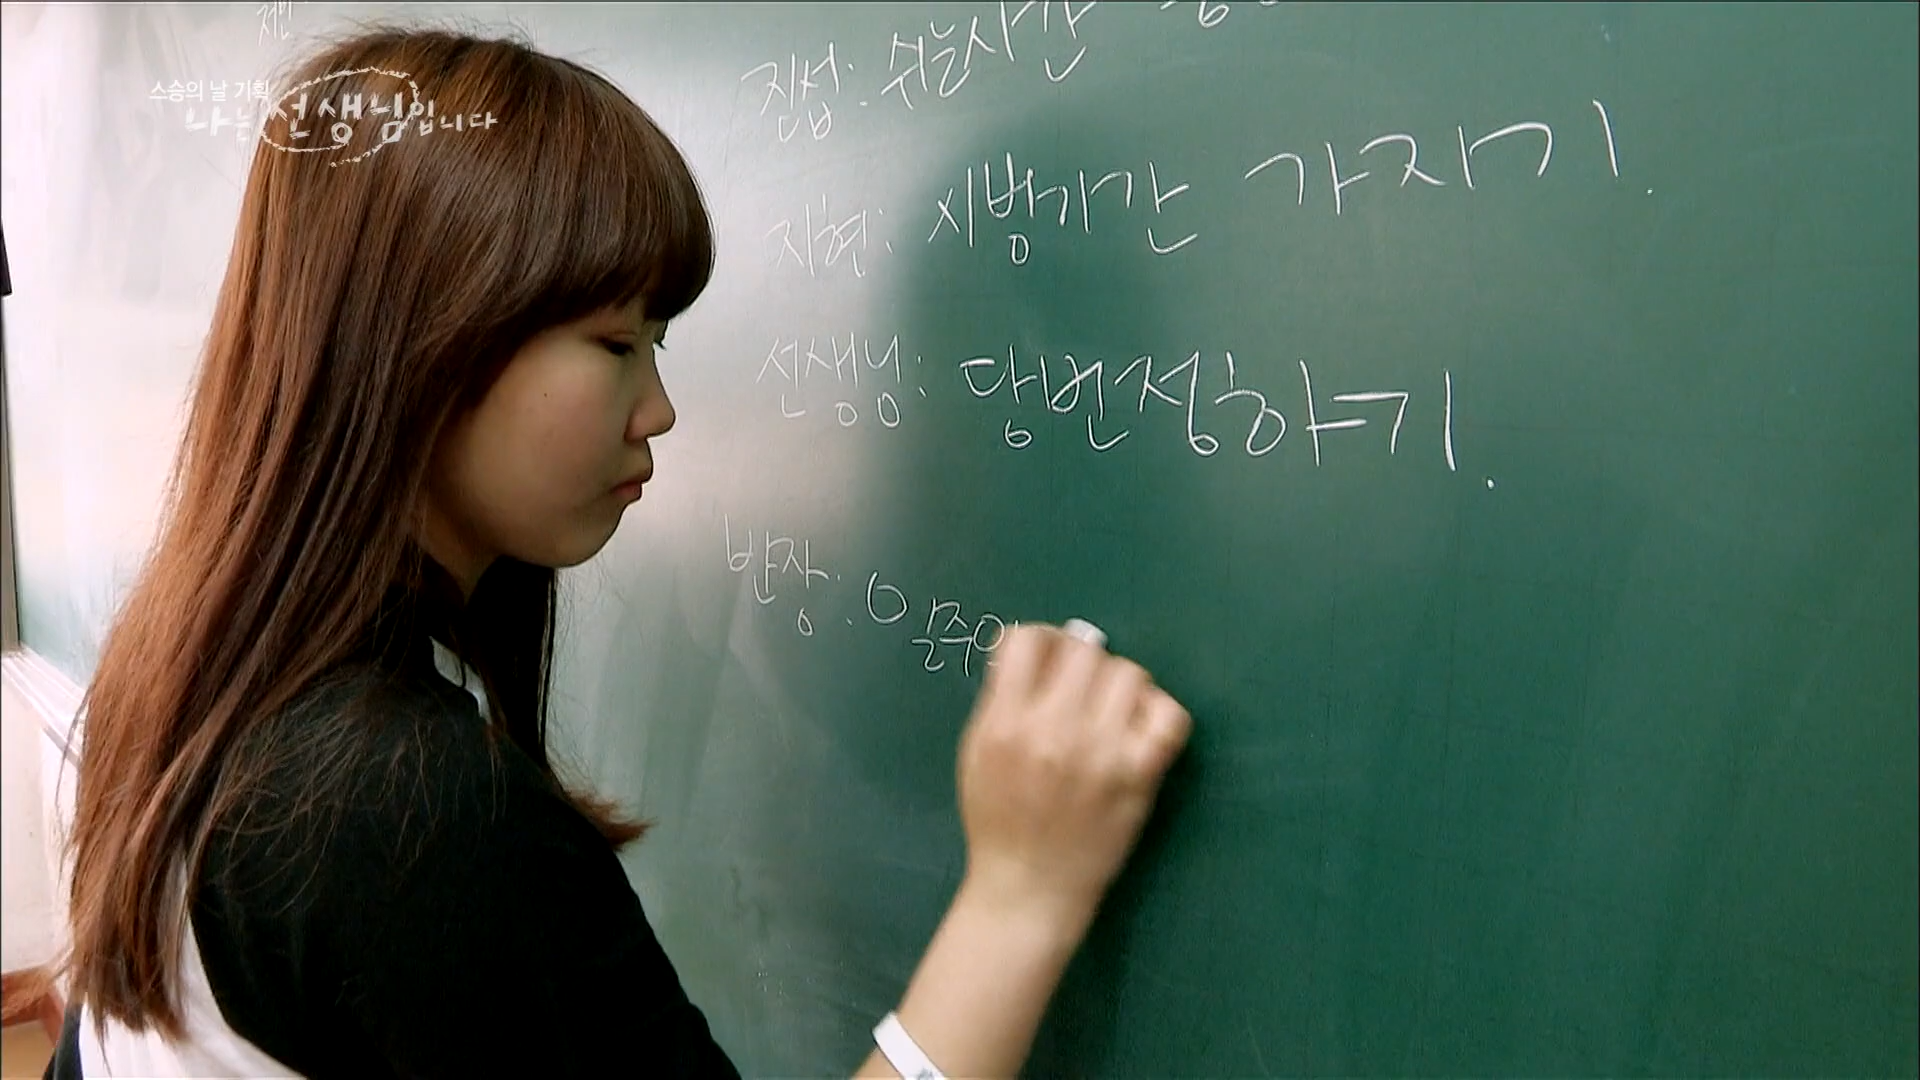 스승의 날 기획
나는 선생님입니다
진섭: 쉬는시간
지현: 시방가간 가자기.
선생님: 당번정하기.
반장: